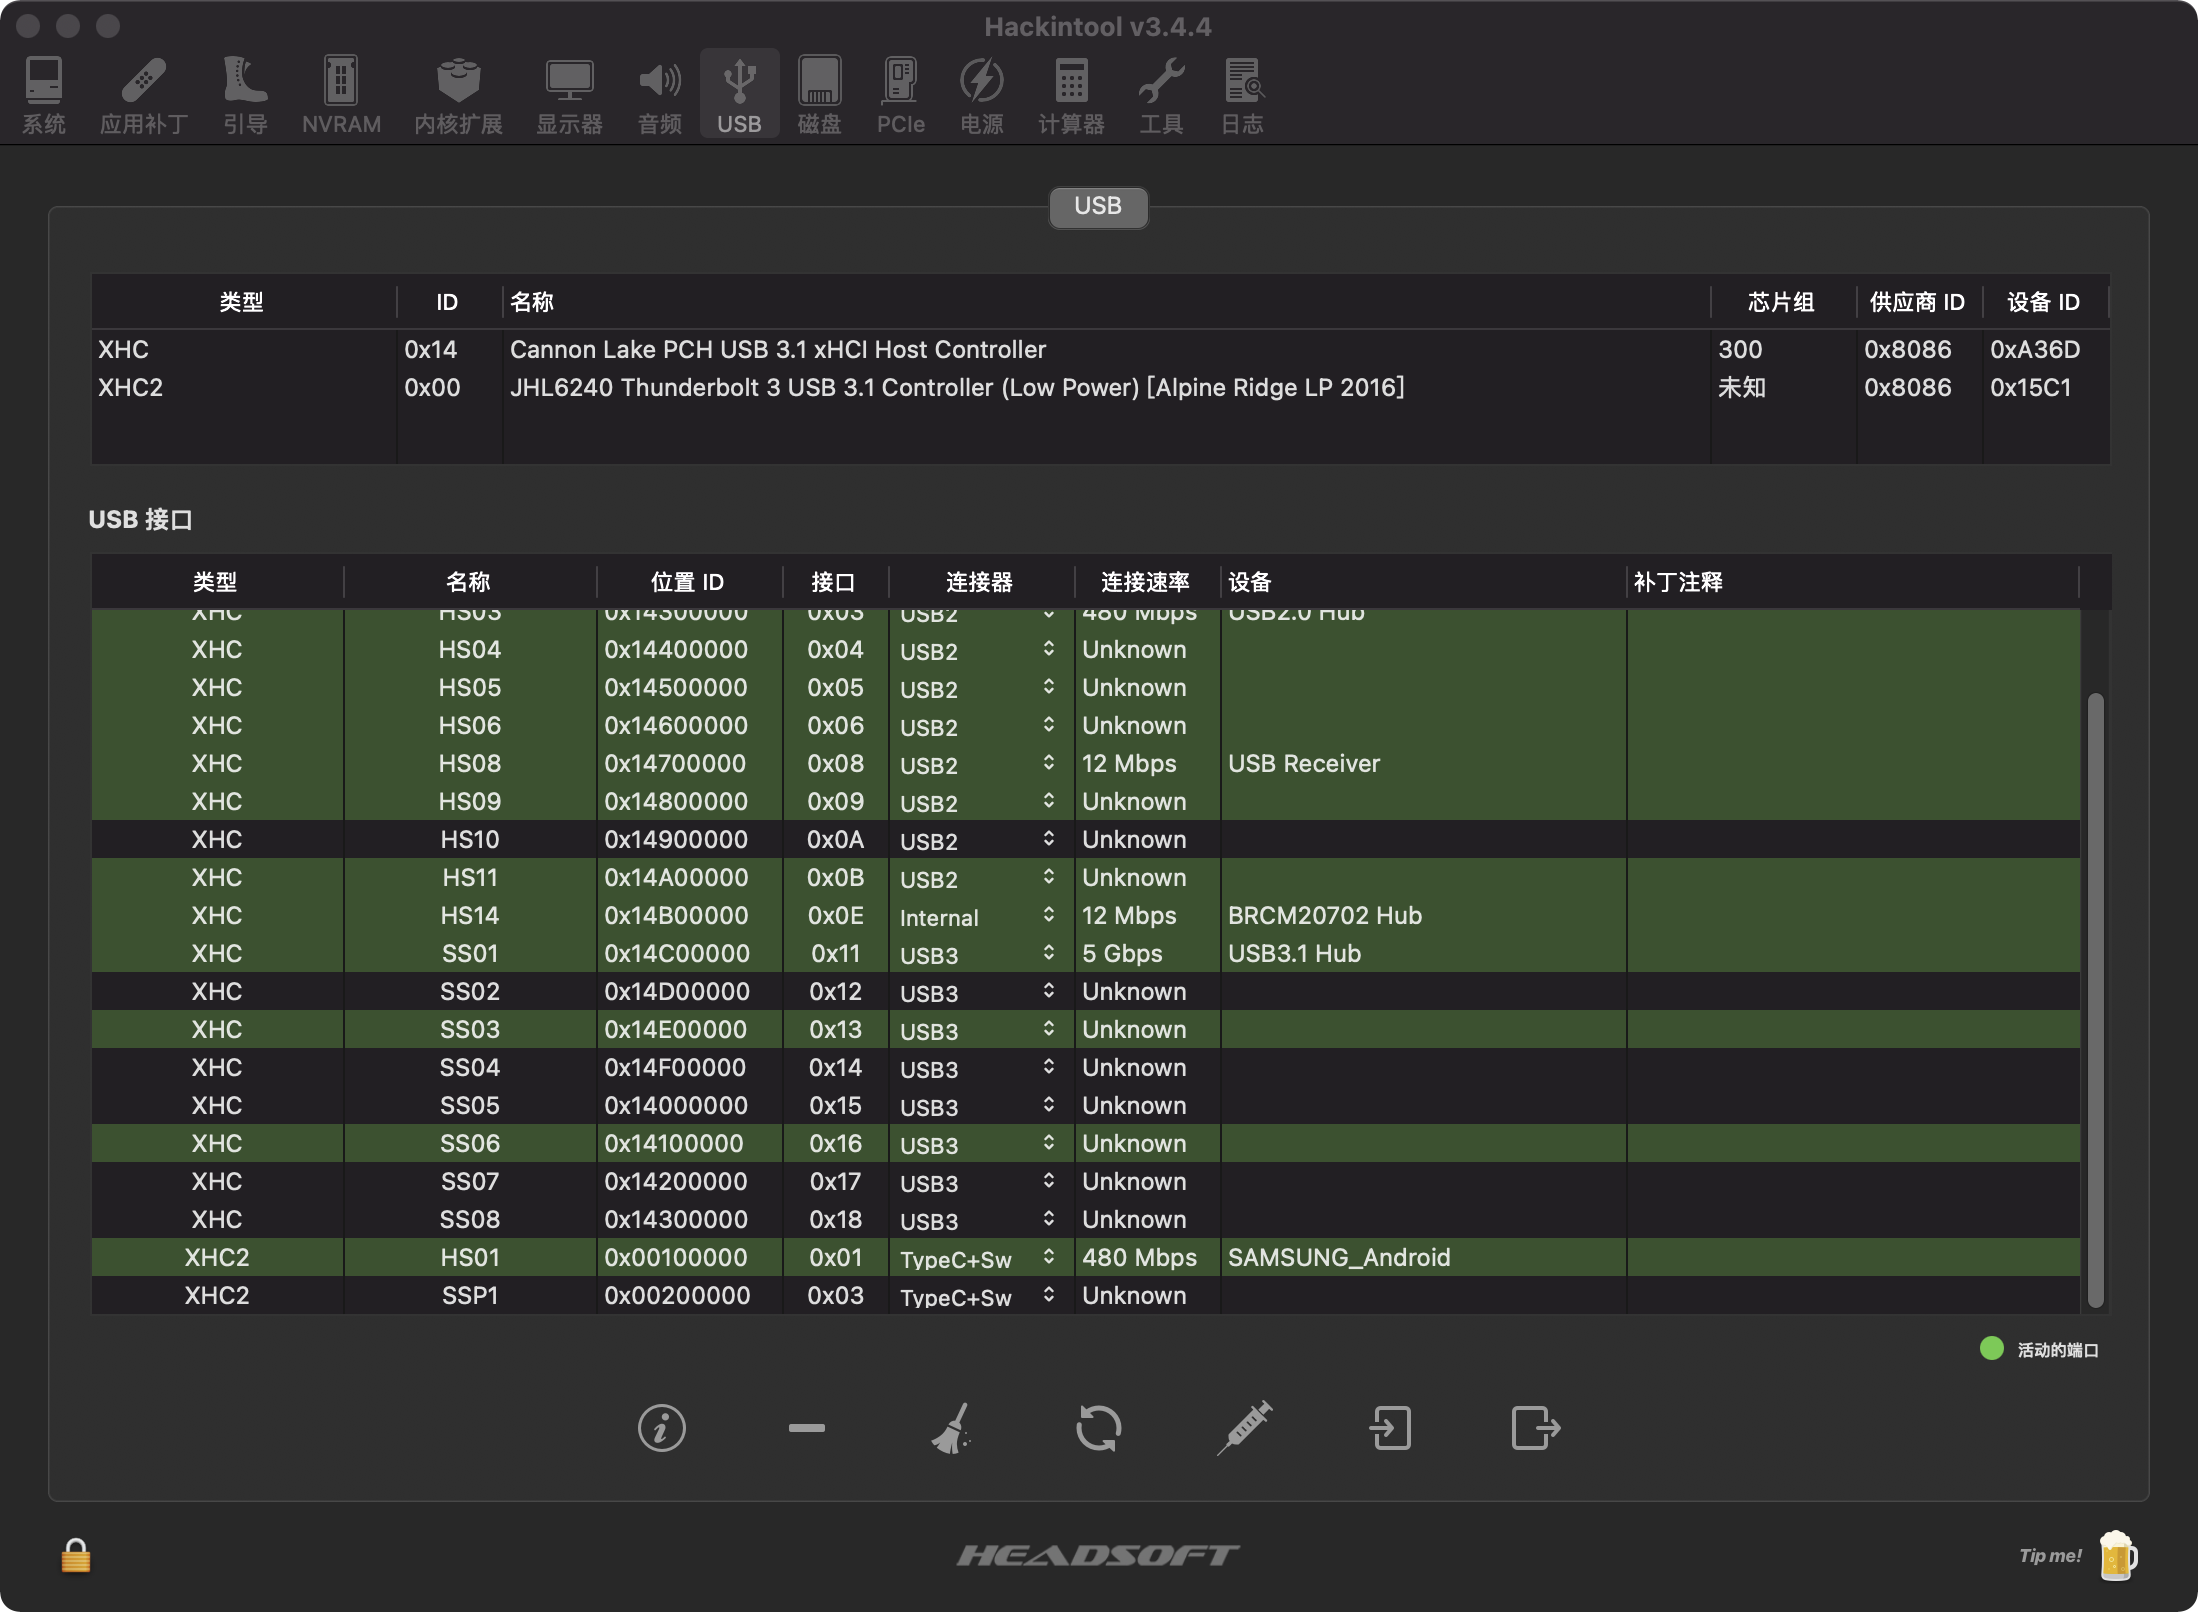 Hackintool v3.4.4
系统 应用补丁 引导 NVRAM 内核扩展 显示器 音频 USB 磁盘 PCIe 电源 计算器 工具 日志
USB
类型 ID 名称 芯片组 供应商 ID 设备 ID
XHC 0x14 Cannon Lake PCH USB 3.1 xHCI Host Controller 300 0x8086 0xA36D
XHC2 0x00 JHL6240 Thunderbolt 3 USB 3.1 Controller (Low Power) [Alpine Ridge LP 2016] 未知 0x8086 0x15C1
USB 接口
类型 名称 位置 ID 接口 连接器 连接速率 设备 补丁注释
XHC HS03 0x14300000 0x03 USB2 480 Mbps USB2.0 Hub
XHC HS04 0x14400000 0x04 USB2 Unknown
XHC HS05 0x14500000 0x05 USB2 Unknown
XHC HS06 0x14600000 0x06 USB2 Unknown
XHC HS08 0x14700000 0x08 USB2 12 Mbps USB Receiver
XHC HS09 0x14800000 0x09 USB2 Unknown
XHC HS10 0x14900000 0x0A USB2 Unknown
XHC HS11 0x14A00000 0x0B USB2 Unknown
XHC HS14 0x14B00000 0x0E Internal 12 Mbps BRCM20702 Hub
XHC SS01 0x14C00000 0x11 USB3 5 Gbps USB3.1 Hub
XHC SS02 0x14D00000 0x12 USB3 Unknown
XHC SS03 0x14E00000 0x13 USB3 Unknown
XHC SS04 0x14F00000 0x14 USB3 Unknown
XHC SS05 0x14000000 0x15 USB3 Unknown
XHC SS06 0x14100000 0x16 USB3 Unknown
XHC SS07 0x14200000 0x17 USB3 Unknown
XHC SS08 0x14300000 0x18 USB3 Unknown
XHC2 HS01 0x00100000 0x01 TypeC+Sw 480 Mbps SAMSUNG_Android
XHC2 SSP1 0x00200000 0x03 TypeC+Sw Unknown
活动的端口
HEADSOFT
Tip me!